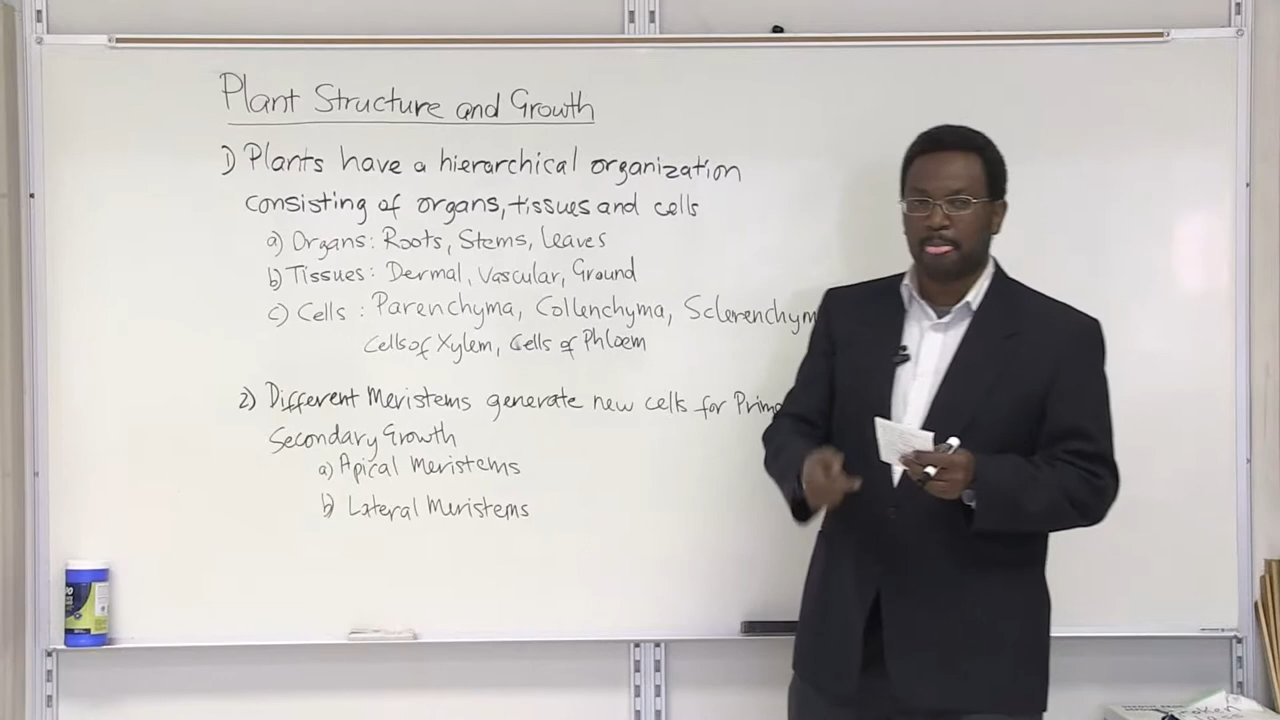 Plant Structure and Growth
1) Plants have a hierarchical organization
consisting of organs, tissues and cells
a) Organs: Roots, Stems, Leaves
b) Tissues: Dermal, Vascular, Ground
c) Cells : Parenchyma, Collenchyma, Sclerenchym
Cells of Xylem, Cells of Phloem
2) Different Meristems generate new cells for Prima
Secondary Growth
a) Apical Meristems
b) Lateral Meristems